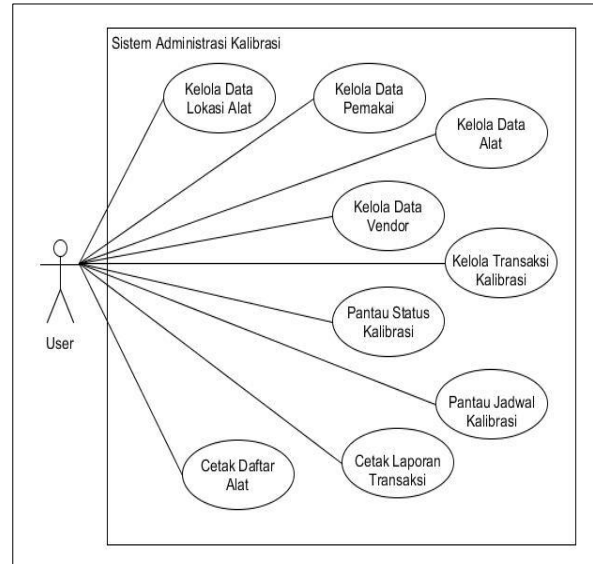 Sistem Administrasi Kalibrasi
Kelola Data
Lokasi Alat
Kelola Data
Pemakai
Kelola Data
Alat
Kelola Data
Vendor
Kelola Transaksi
Kalibrasi
Pantau Status
Kalibrasi
User
Pantau Jadwal
Kalibrasi
Cetak Daftar
Alat
Cetak Laporan
Transaksi